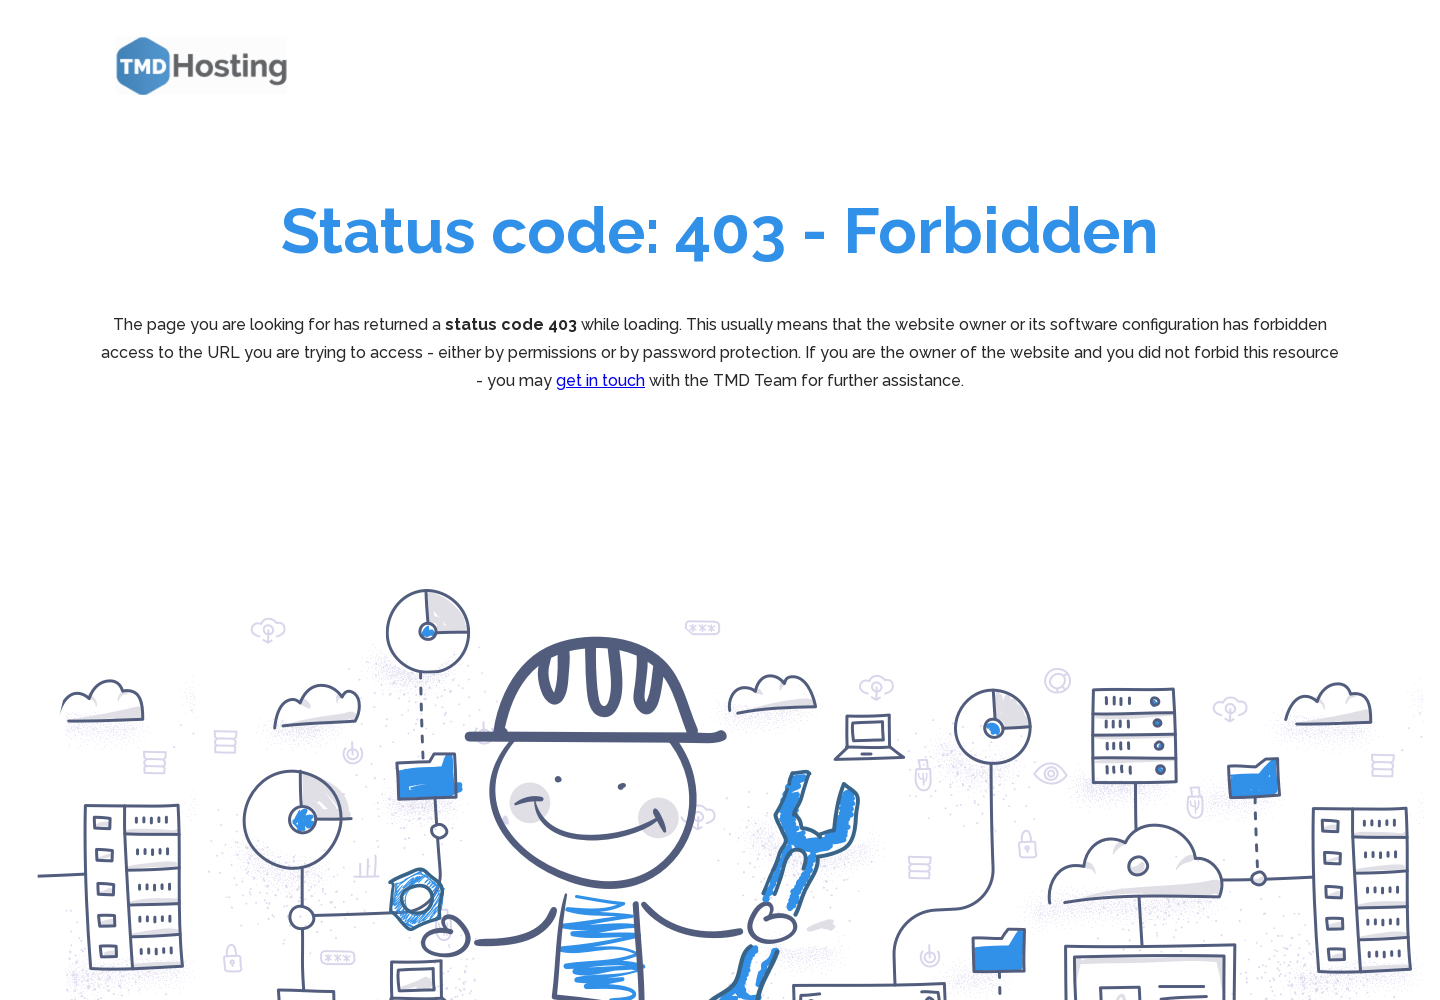 TMD Hosting
Status code: 403 - Forbidden
The page you are looking for has returned a status code 403 while loading. This usually means that the website owner or its software configuration has forbidden
access to the URL you are trying to access - either by permissions or by password protection. If you are the owner of the website and you did not forbid this resource
- you may get in touch with the TMD Team for further assistance.